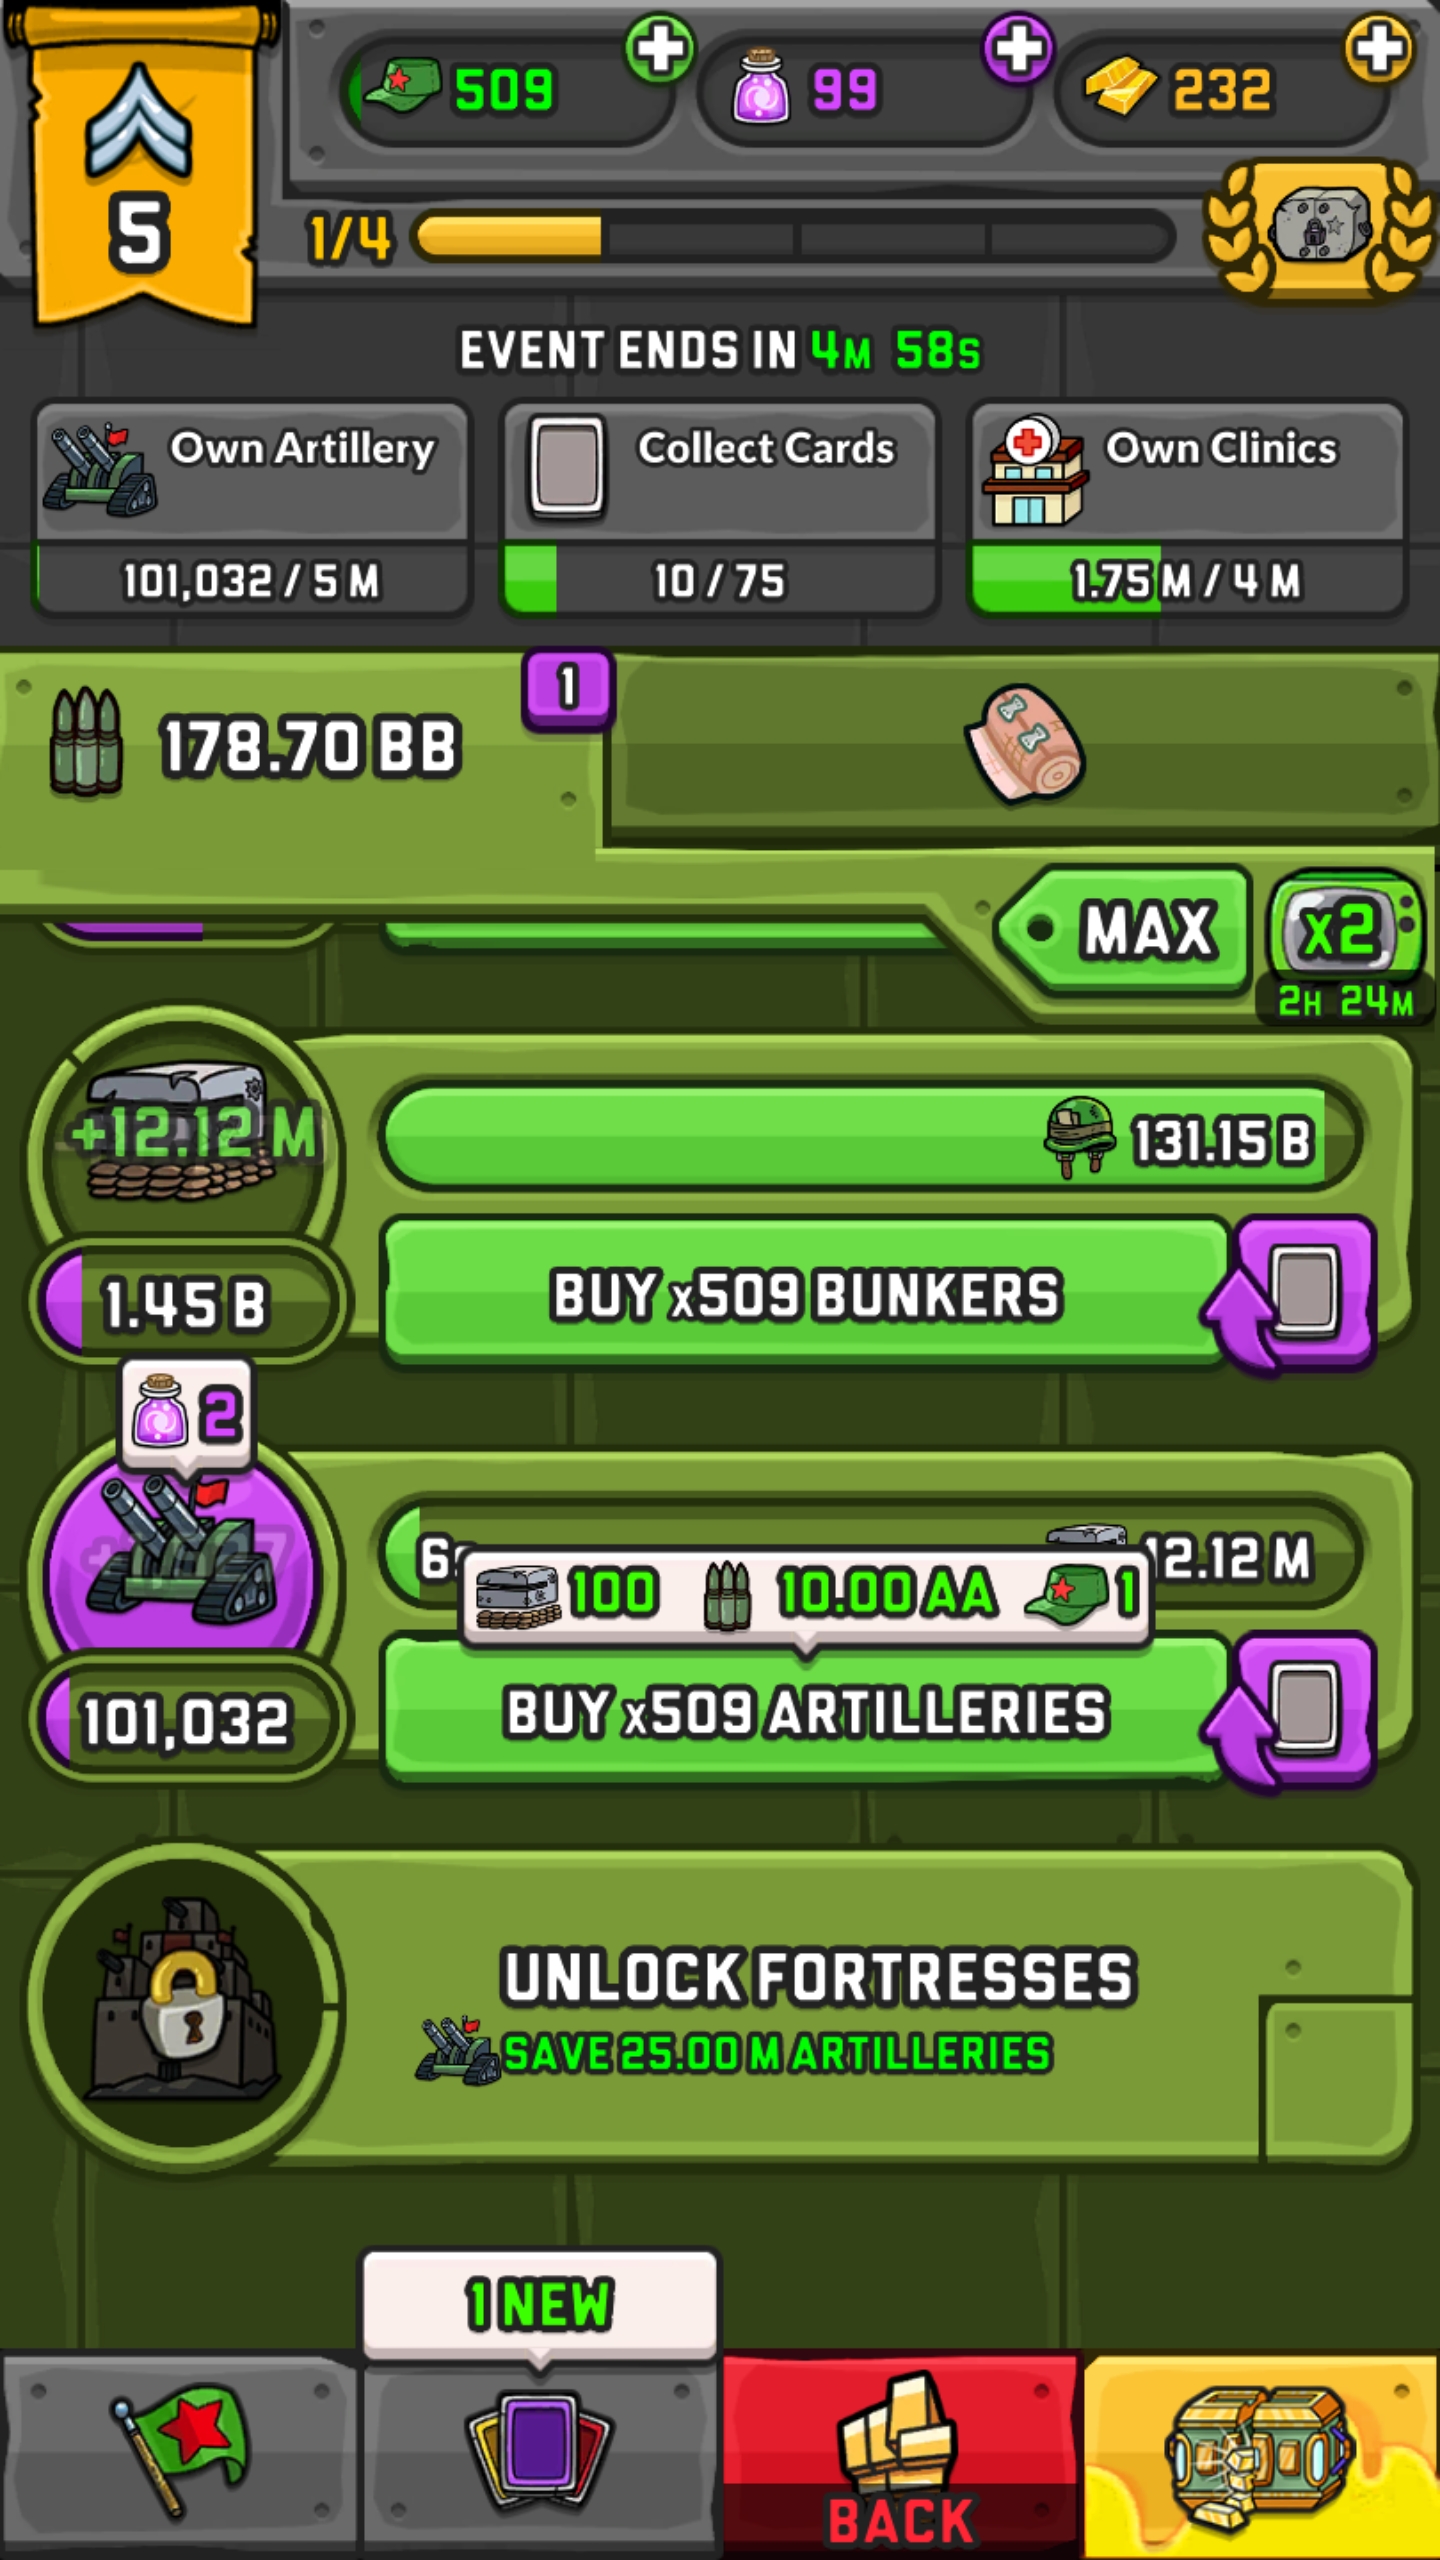 5
509
99
232
1/4
EVENT ENDS IN 4M 58S
Own Artillery
101,032 / 5 M
Collect Cards
10 / 75
Own Clinics
1.75 M / 4 M
178.70 BB
1
MAX
x2
2H 24M
+12.12 M
131.15 B
1.45 B
BUY x509 BUNKERS
2
12.12 M
100
10.00 AA
1
101,032
BUY x509 ARTILLERIES
UNLOCK FORTRESSES
SAVE 25.00 M ARTILLERIES
1 NEW
BACK